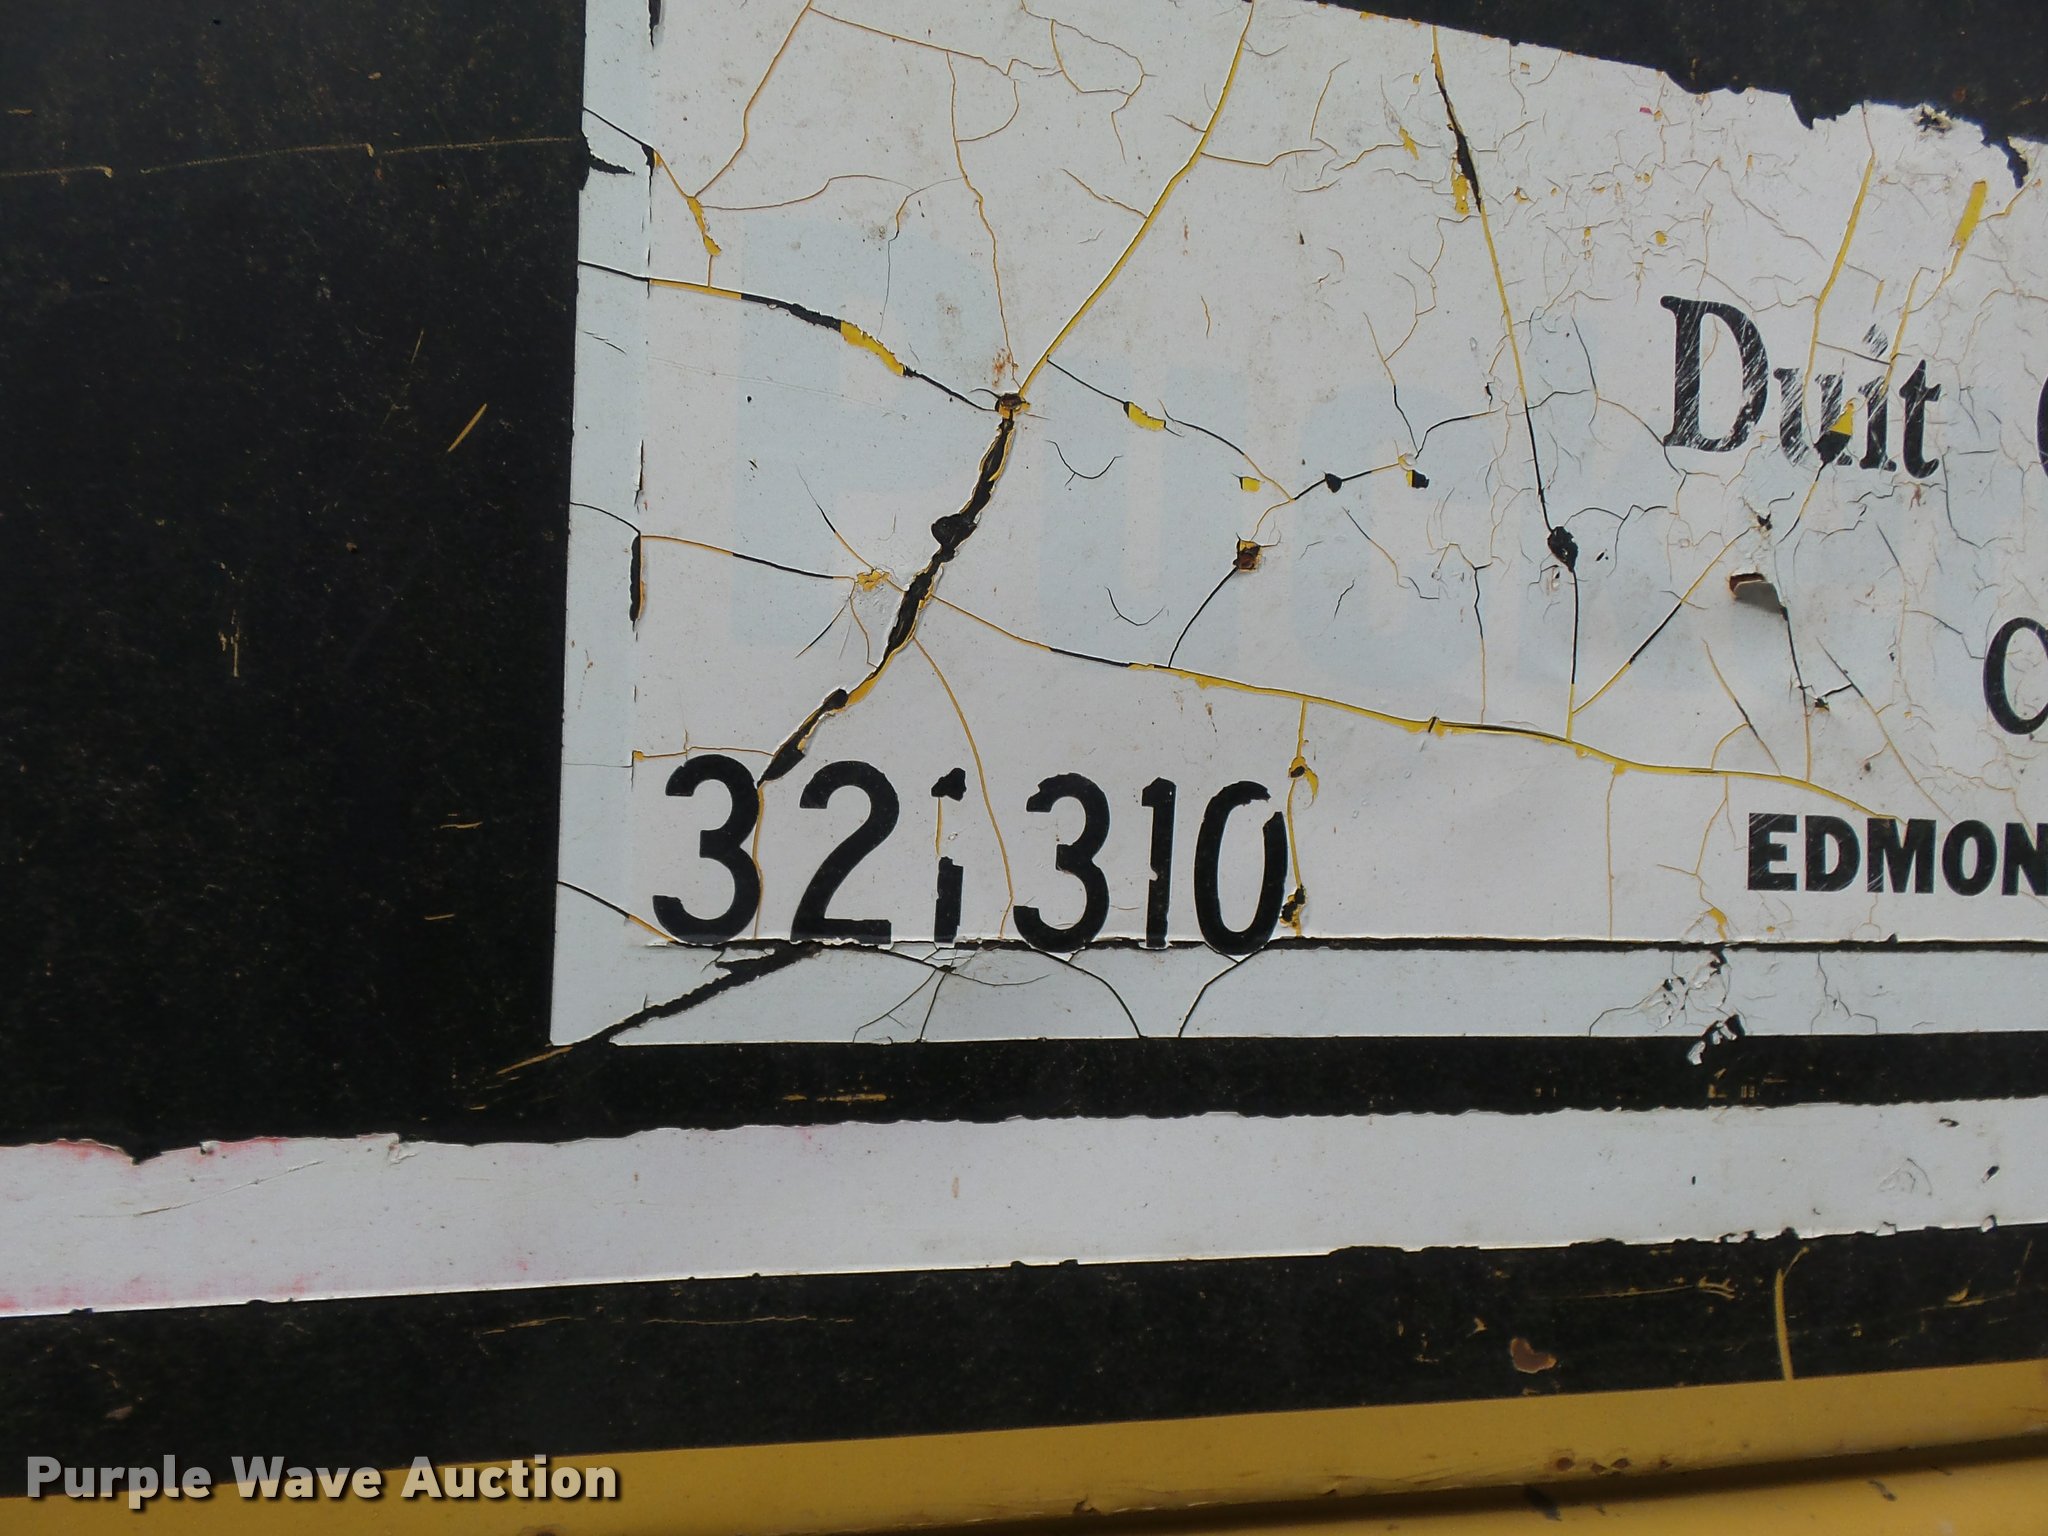 Duit
EDMON
321310
Purple Wave Auction